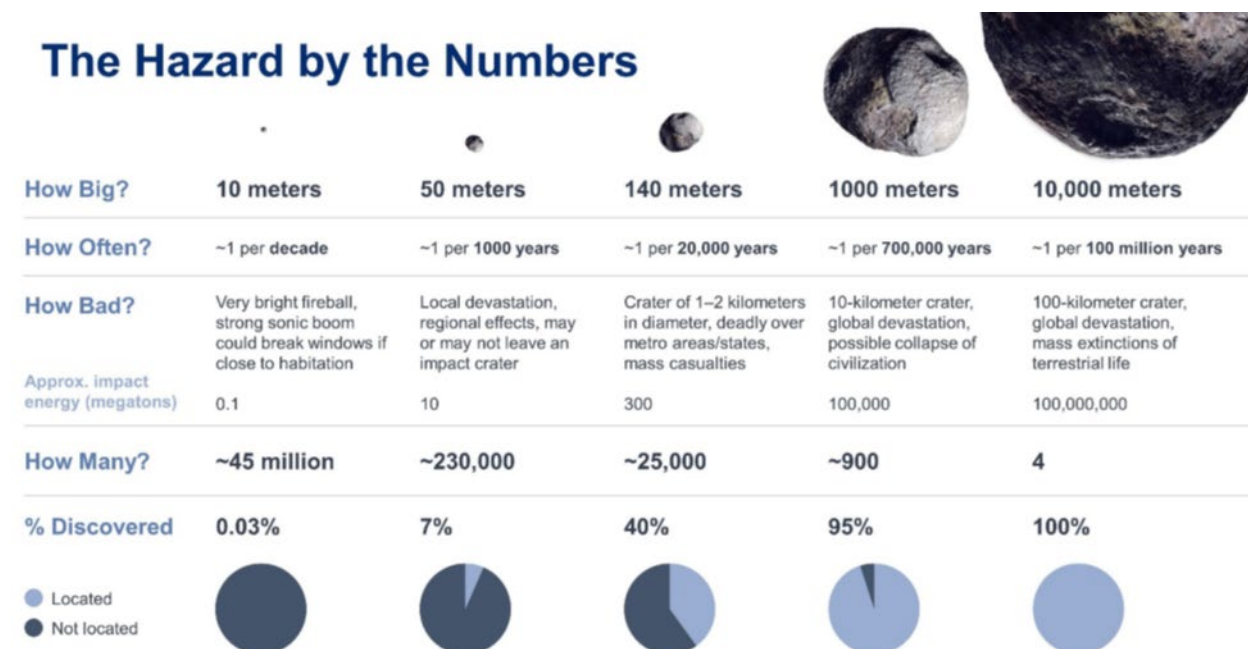 The Hazard by the Numbers
How Big?
10 meters
50 meters
140 meters
1000 meters
10,000 meters
How Often?
~1 per decade
~1 per 1000 years
~1 per 20,000 years
~1 per 700,000 years
~1 per 100 million years
How Bad?
Very bright fireball,
strong sonic boom
could break windows if
close to habitation
Local devastation,
regional effects, may
or may not leave an
impact crater
Crater of 1–2 kilometers
in diameter, deadly over
metro areas/states,
mass casualties
10-kilometer crater,
global devastation,
possible collapse of
civilization
100-kilometer crater,
global devastation,
mass extinctions of
terrestrial life
Approx. impact
energy (megatons)
0.1
10
300
100,000
100,000,000
How Many?
~45 million
~230,000
~25,000
~900
4
% Discovered
0.03%
7%
40%
95%
100%
Located
Not located